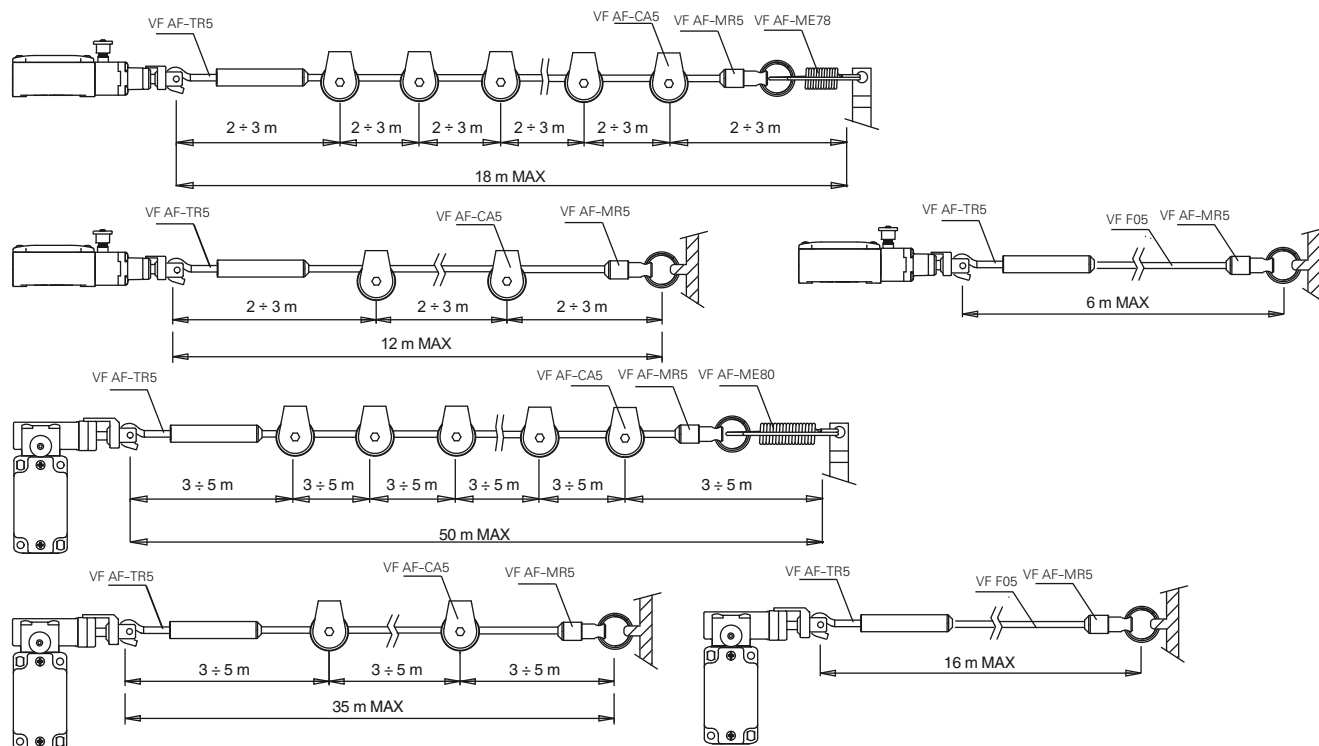 VF AF-TR5
VF AF-CA5
VF AF-MR5
VF AF-ME78
2 ÷ 3 m
2 ÷ 3 m
2 ÷ 3 m
2 ÷ 3 m
2 ÷ 3 m
2 ÷ 3 m
18 m MAX
VF AF-TR5
VF AF-CA5
VF AF-MR5
2 ÷ 3 m
2 ÷ 3 m
2 ÷ 3 m
12 m MAX
VF AF-TR5
VF F05
VF AF-MR5
6 m MAX
VF AF-TR5
VF AF-CA5
VF AF-MR5
VF AF-ME80
3 ÷ 5 m
3 ÷ 5 m
3 ÷ 5 m
3 ÷ 5 m
3 ÷ 5 m
3 ÷ 5 m
50 m MAX
VF AF-TR5
VF AF-CA5
VF AF-MR5
3 ÷ 5 m
3 ÷ 5 m
3 ÷ 5 m
35 m MAX
VF AF-TR5
VF F05
VF AF-MR5
16 m MAX